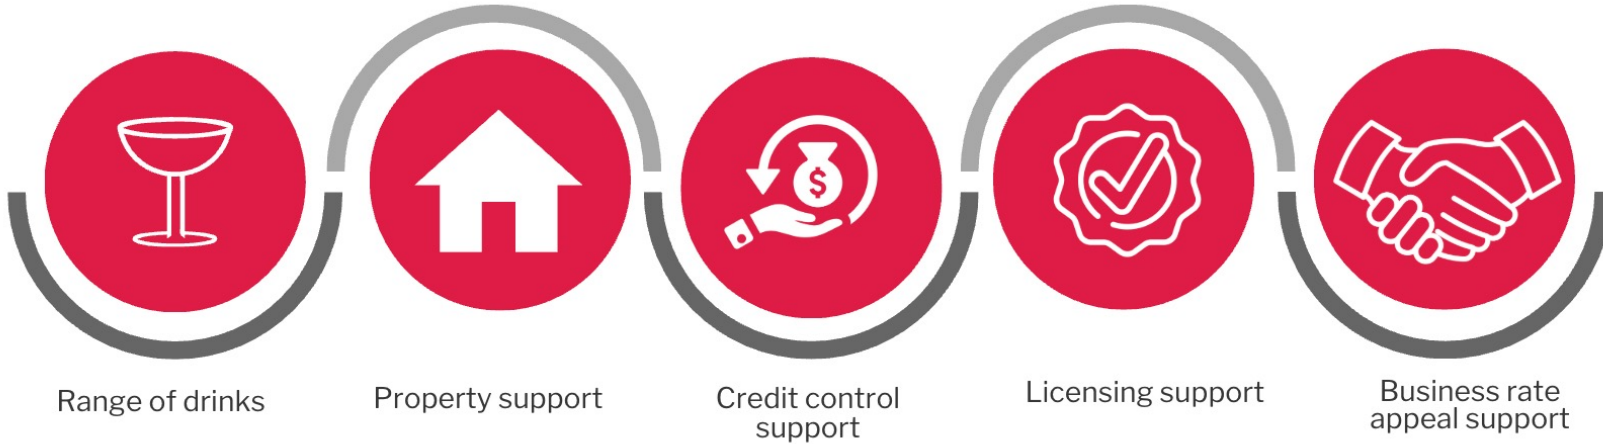 $
Range of drinks
Property support
Credit control
support
Licensing support
Business rate
appeal support